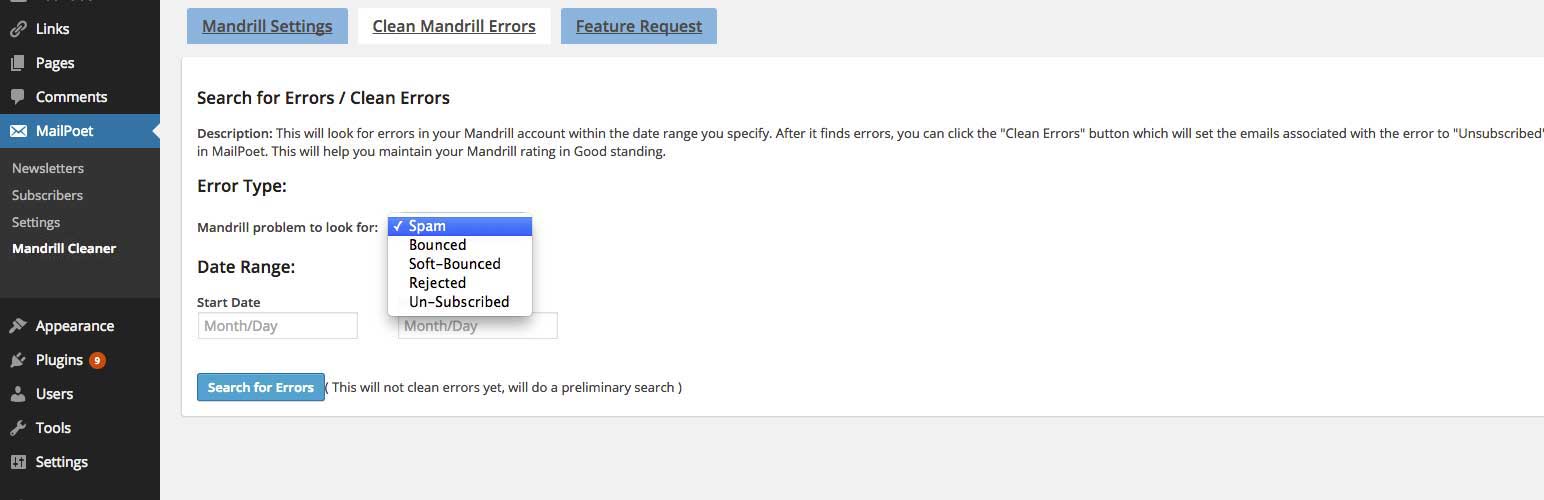 Links
Pages
Comments
MailPoet
Newsletters
Subscribers
Settings
Mandrill Cleaner
Appearance
Plugins 9
Users
Tools
Settings
Mandrill Settings
Clean Mandrill Errors
Feature Request
Search for Errors / Clean Errors
Description: This will look for errors in your Mandrill account within the date range you specify. After it finds errors, you can click the "Clean Errors" button which will set the emails associated with the error to "Unsubscribed"
in MailPoet. This will help you maintain your Mandrill rating in Good standing.
Error Type:
Mandrill problem to look for:
✓ Spam
Bounced
Soft-Bounced
Rejected
Un-Subscribed
Date Range:
Start Date
Month/Day
Month/Day
Search for Errors ( This will not clean errors yet, will do a preliminary search )